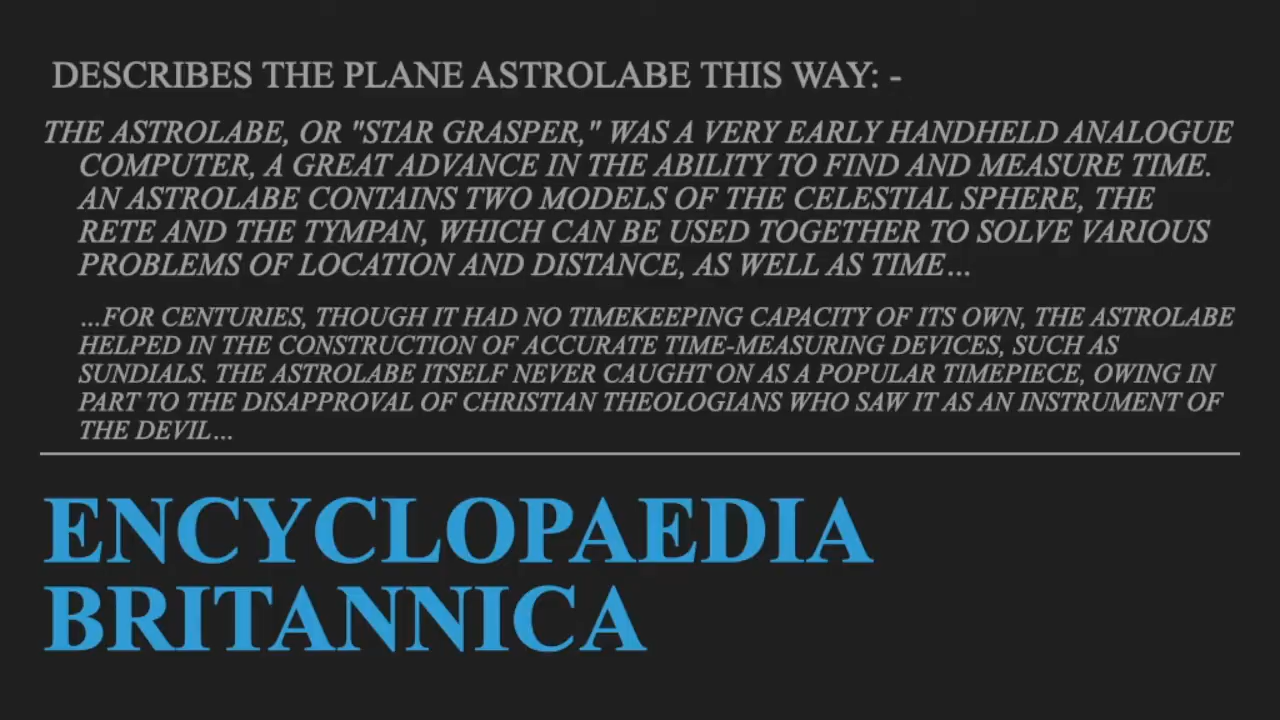 DESCRIBES THE PLANE ASTROLABE THIS WAY: -
THE ASTROLABE, OR "STAR GRASPER," WAS A VERY EARLY HANDHELD ANALOGUE
COMPUTER, A GREAT ADVANCE IN THE ABILITY TO FIND AND MEASURE TIME.
AN ASTROLABE CONTAINS TWO MODELS OF THE CELESTIAL SPHERE, THE
RETE AND THE TYMPAN, WHICH CAN BE USED TOGETHER TO SOLVE VARIOUS
PROBLEMS OF LOCATION AND DISTANCE, AS WELL AS TIME…
…FOR CENTURIES, THOUGH IT HAD NO TIMEKEEPING CAPACITY OF ITS OWN, THE ASTROLABE
HELPED IN THE CONSTRUCTION OF ACCURATE TIME-MEASURING DEVICES, SUCH AS
SUNDIALS. THE ASTROLABE ITSELF NEVER CAUGHT ON AS A POPULAR TIMEPIECE, OWING IN
PART TO THE DISAPPROVAL OF CHRISTIAN THEOLOGIANS WHO SAW IT AS AN INSTRUMENT OF
THE DEVIL…
ENCYCLOPAEDIA
BRITANNICA